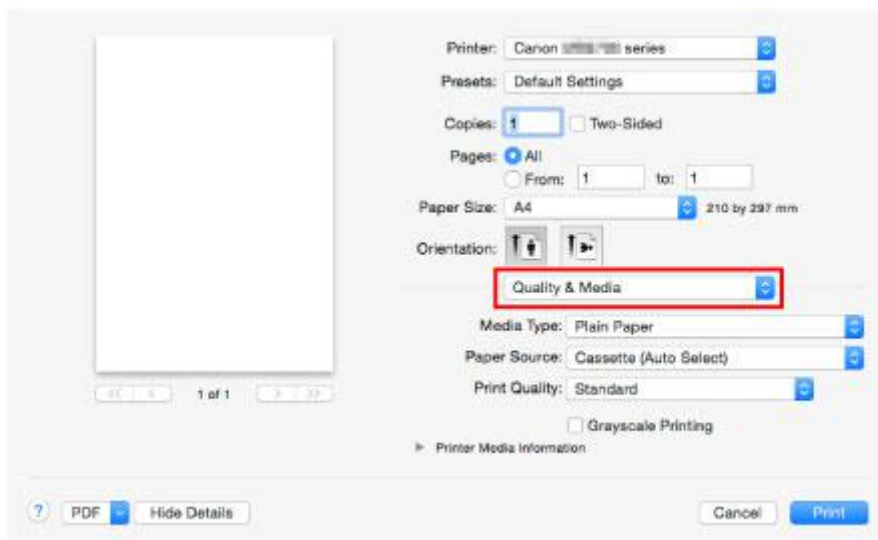 Printer: Canon series
Presets: Default Settings
Copies: 1 Two-Sided
Pages: All
From: 1 to: 1
Paper Size: A4 210 by 297 mm
Orientation:
Quality & Media
Media Type: Plain Paper
Paper Source: Cassette (Auto Select)
Print Quality: Standard
1 of 1
Grayscale Printing
Printer Media Information
? PDF Hide Details Cancel Print